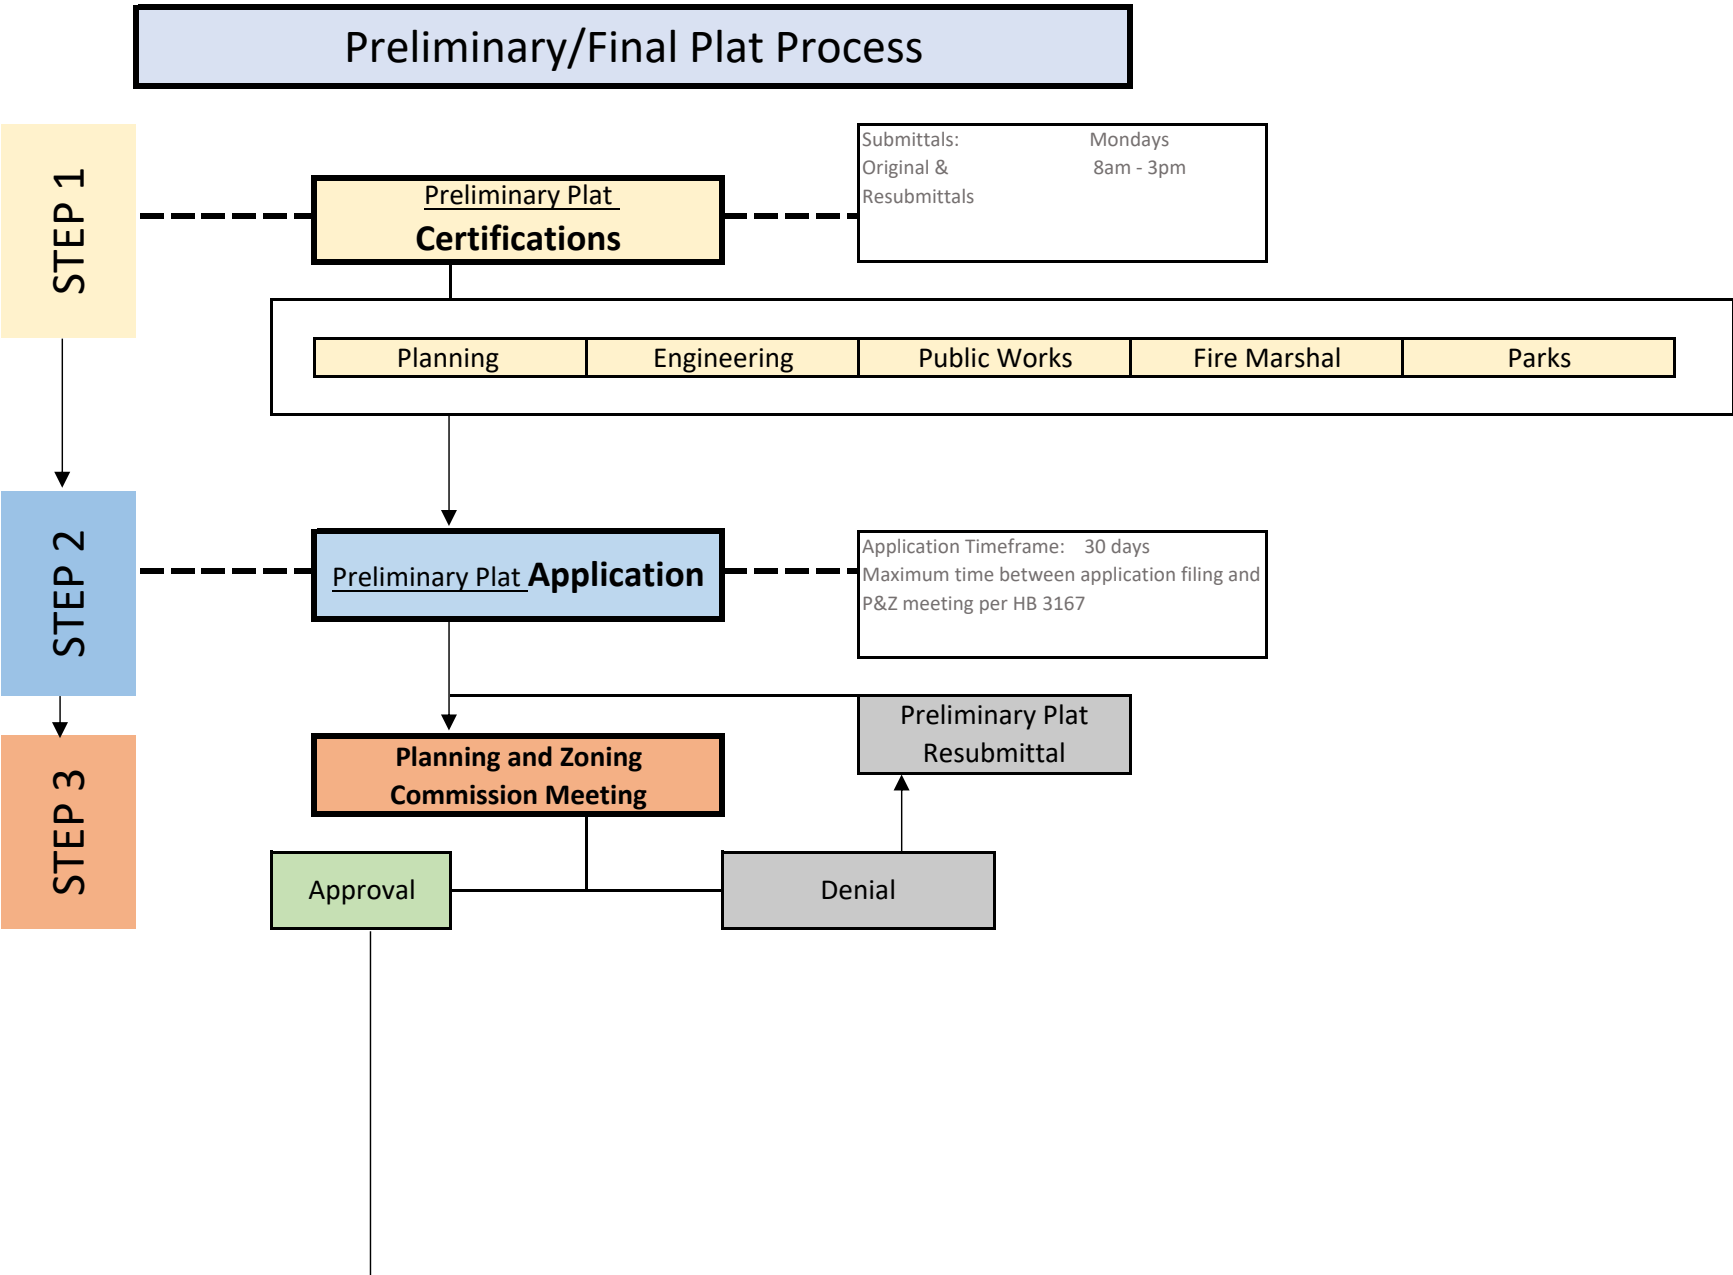 Preliminary/Final Plat Process
STEP 1
Preliminary Plat
Certifications
Submittals: Mondays
Original & 8am - 3pm
Resubmittals
Planning Engineering Public Works Fire Marshal Parks
STEP 2
Preliminary Plat Application
Application Timeframe: 30 days
Maximum time between application filing and
P&Z meeting per HB 3167
STEP 3
Preliminary Plat
Resubmittal
Planning and Zoning
Commission Meeting
Approval
Denial